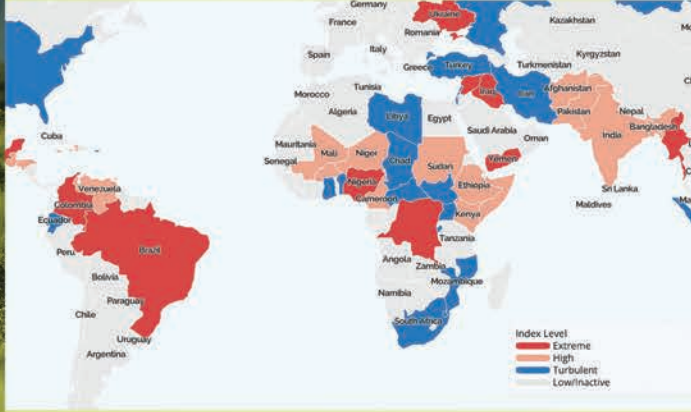 Germany
Ukraine
Kazakhstan
France
Romania
Italy
Kyrgyzstan
Spain
Greece
Turkey
Turkmenistan
Tunisia
Iraq
Iran
Afghanistan
Morocco
Algeria
Libya
Egypt
Pakistan
Nepal
Cuba
Saudi Arabia
Bangladesh
India
Mauritania
Mali
Niger
Oman
Senegal
Chad
Sudan
Yemen
Venezuela
Nigeria
Ethiopia
Sri Lanka
Colombia
Cameroon
Maldives
Ma
Ecuador
Kenya
Peru
Brazil
Tanzania
Angola
Zambia
Bolivia
Mozambique
Namibia
Paraguay
Chile
South Africa
Uruguay
Argentina
Index Level
Extreme
High
Turbulent
Low/Inactive